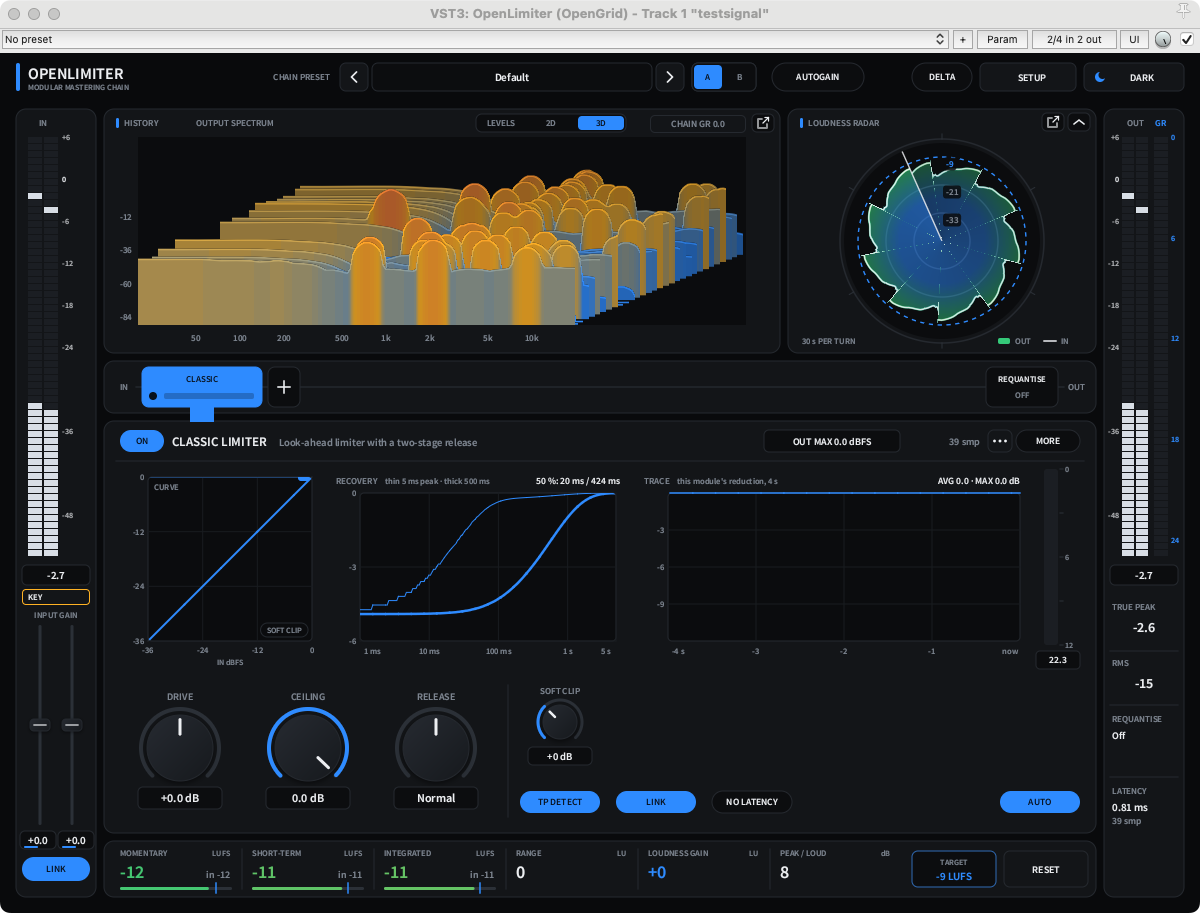 VST3: OpenLimiter (OpenGrid) - Track 1 "testsignal"
No preset
+ Param 2/4 in 2 out UI
OPENLIMITER
MODULAR MASTERING CHAIN
CHAIN PRESET Default A B AUTOGAIN DELTA SETUP DARK
IN
+6
0
-6
-12
-18
-24
-36
-48
-2.7
KEY
INPUT GAIN
+0.0 +0.0
LINK
HISTORY OUTPUT SPECTRUM LEVELS 2D 3D CHAIN GR 0.0
-12
-36
-60
-84
50 100 200 500 1k 2k 5k 10k
LOUDNESS RADAR
-9
-21
-33
30 s PER TURN OUT IN
IN CLASSIC + REQUANTISE
OFF
OUT
ON CLASSIC LIMITER Look-ahead limiter with a two-stage release OUT MAX 0.0 dBFS 39 smp ••• MORE
CURVE
0
-12
-24
-36
SOFT CLIP
-36 -24 -12 0
IN dBFS
RECOVERY thin 5 ms peak · thick 500 ms 50 %: 20 ms / 424 ms
0
-3
-6
1 ms 10 ms 100 ms 1 s 5 s
TRACE this module's reduction, 4 s AVG 0.0 · MAX 0.0 dB
-3
-6
-9
-4 s -3 -2 -1 now
0
6
12
22.3
DRIVE CEILING RELEASE SOFT CLIP
+0.0 dB 0.0 dB Normal +0 dB
TP DETECT LINK NO LATENCY AUTO
MOMENTARY LUFS
-12 in -12
SHORT-TERM LUFS
-11 in -11
INTEGRATED LUFS
-11 in -11
RANGE LU
0
LOUDNESS GAIN LU
+0
PEAK / LOUD dB
8
TARGET
-9 LUFS
RESET
OUT GR
+6 0
0
-6 6
-12
-18 12
-24
-36 18
-48 24
-2.7
TRUE PEAK
-2.6
RMS
-15
REQUANTISE
Off
LATENCY
0.81 ms
39 smp